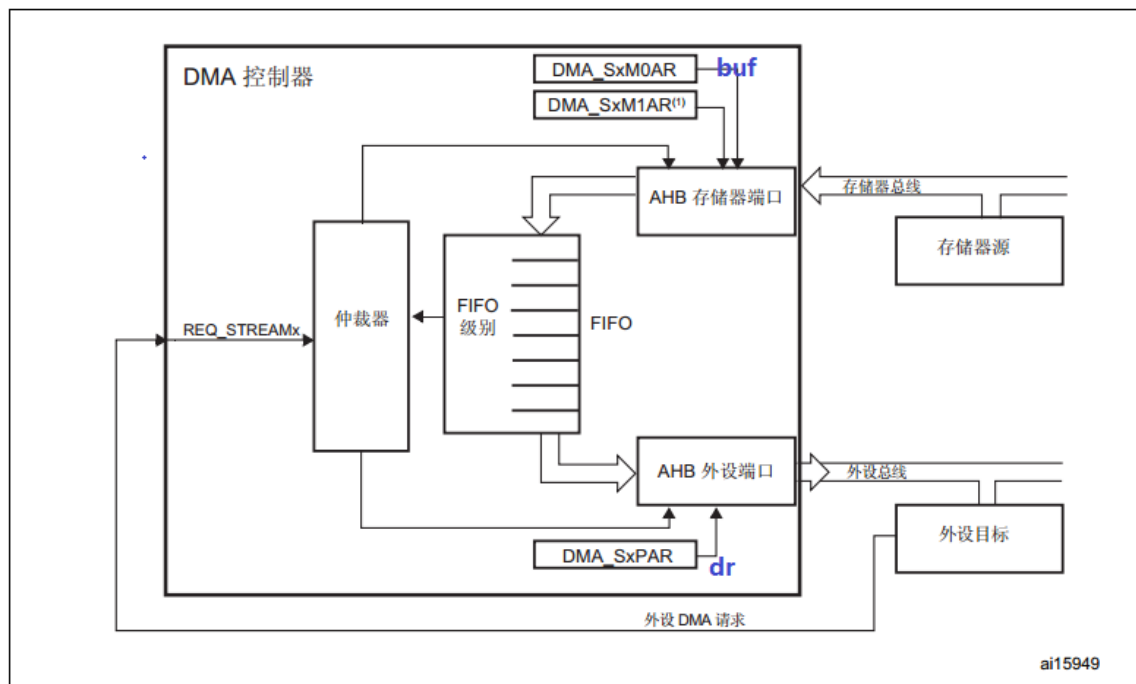 DMA 控制器
DMA_SxM0AR
buf
DMA_SxM1AR(1)
AHB 存储器端口
存储器总线
存储器源
仲裁器
FIFO
级别
FIFO
REQ_STREAMx
AHB 外设端口
外设总线
外设目标
DMA_SxPAR
dr
外设 DMA 请求
ai15949